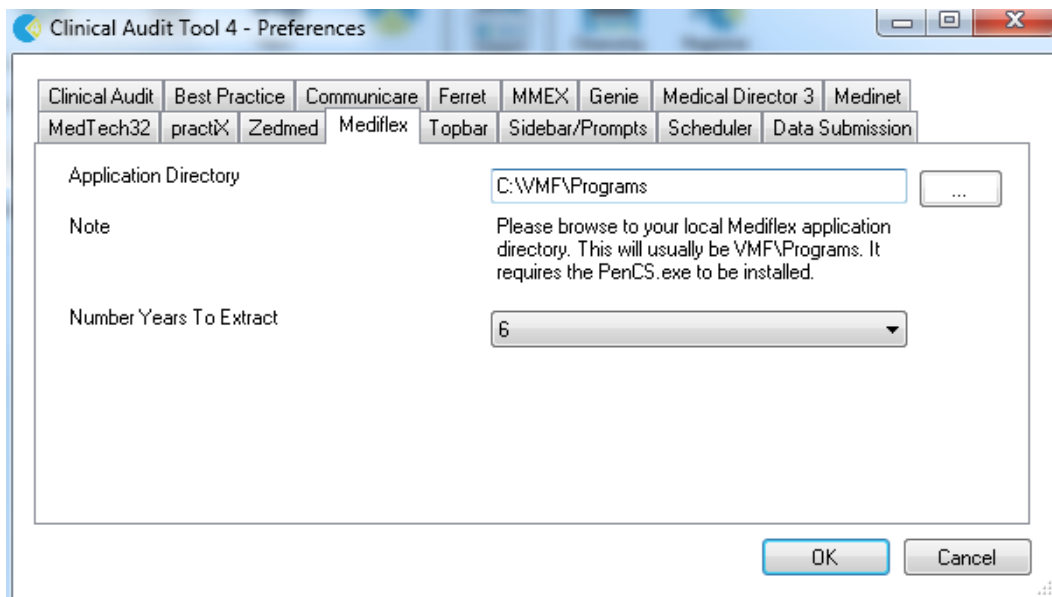 Clinical Audit Tool 4 - Preferences
Clinical Audit Best Practice Communicare Ferret MMEX Genie Medical Director 3 Medinet
MedTech32 practiX Zedmed Mediflex Topbar Sidebar/Prompts Scheduler Data Submission
Application Directory C:\VMF\Programs ...
Note Please browse to your local Mediflex application
directory. This will usually be VMF\Programs. It
requires the PenCS.exe to be installed.
Number Years To Extract 6
OK Cancel